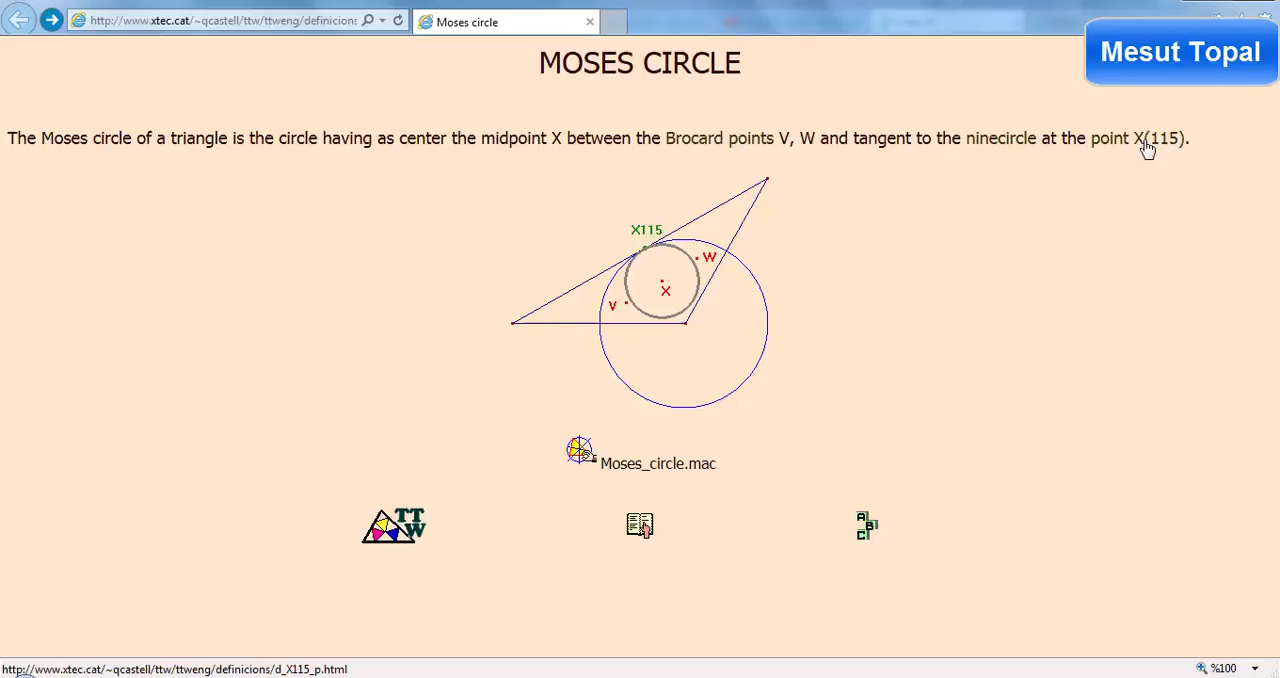 http://www.xtec.cat/~qcastell/ttw/ttweng/definicions
Moses circle
MOSES CIRCLE
Mesut Topal
The Moses circle of a triangle is the circle having as center the midpoint X between the Brocard points V, W and tangent to the ninecircle at the point X(115).
X115
W
X
V
Moses_circle.mac
TT
W
A
B
C
http://www.xtec.cat/~qcastell/ttw/ttweng/definicions/d_X115_p.html
%100